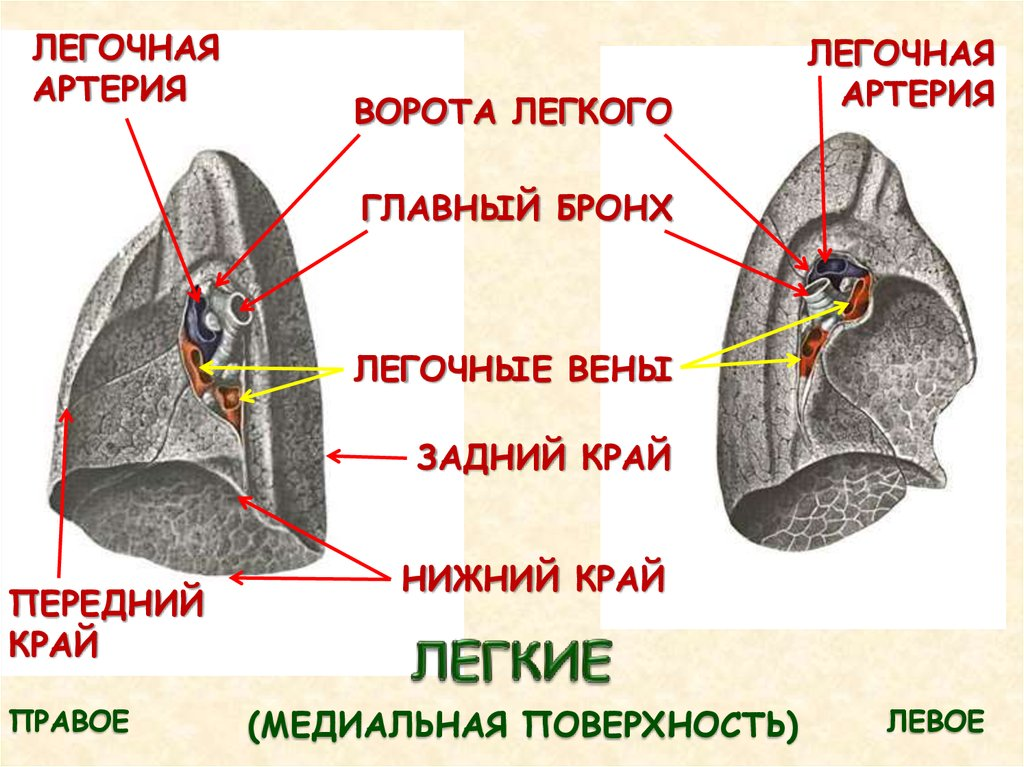 ЛЕГОЧНАЯ
АРТЕРИЯ
ВОРОТА ЛЕГКОГО
ЛЕГОЧНАЯ
АРТЕРИЯ
ГЛАВНЫЙ БРОНХ
ЛЕГОЧНЫЕ ВЕНЫ
ЗАДНИЙ КРАЙ
НИЖНИЙ КРАЙ
ПЕРЕДНИЙ
КРАЙ
ЛЕГКИЕ
ПРАВОЕ
(МЕДИАЛЬНАЯ ПОВЕРХНОСТЬ)
ЛЕВОЕ